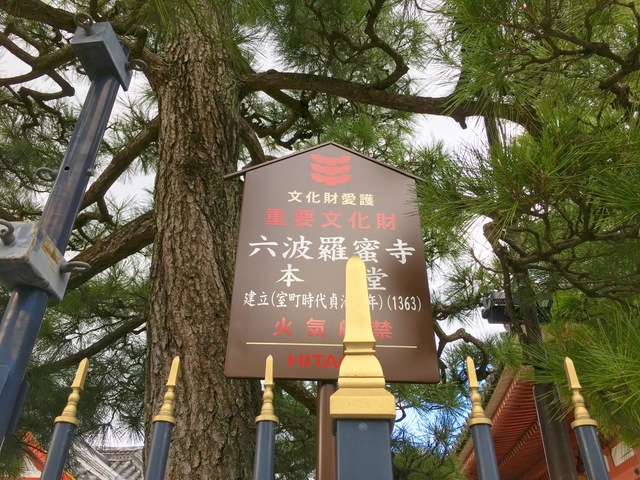 文化財愛護
重要文化財
六波羅蜜寺
本 堂
建立(室町時代貞治 年)(1363)
火気 禁
HITA